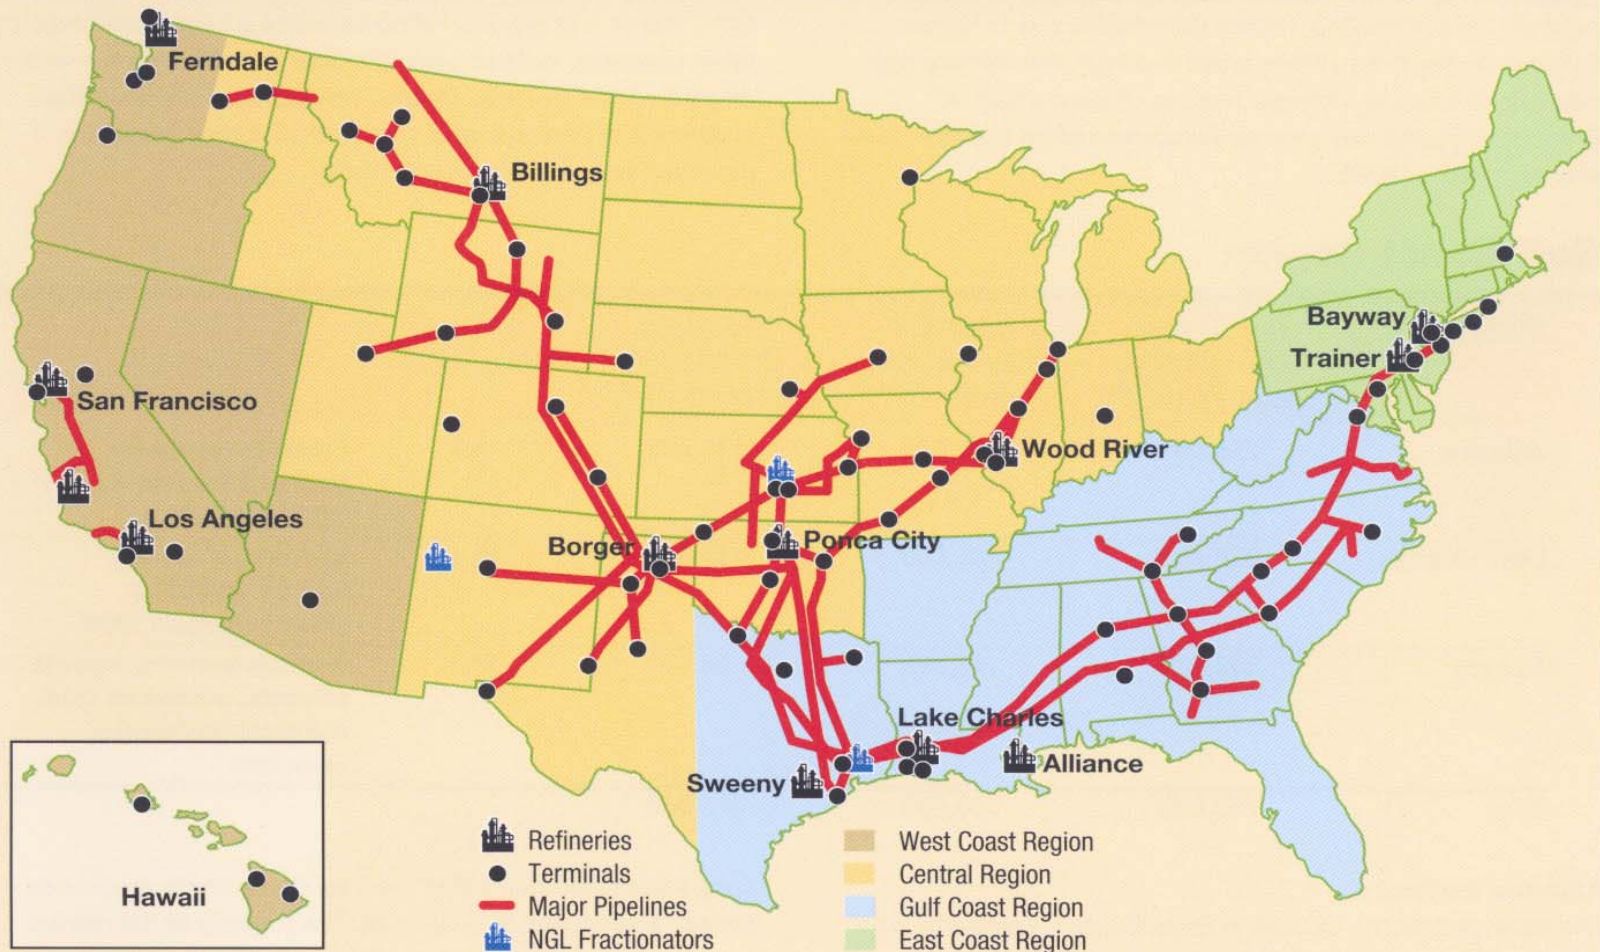 Ferndale
Billings
Bayway
Trainer
San Francisco
Wood River
Los Angeles
Borger
Ponca City
Lake Charles
Sweeny
Alliance
Hawaii
Refineries
Terminals
Major Pipelines
NGL Fractionators
West Coast Region
Central Region
Gulf Coast Region
East Coast Region